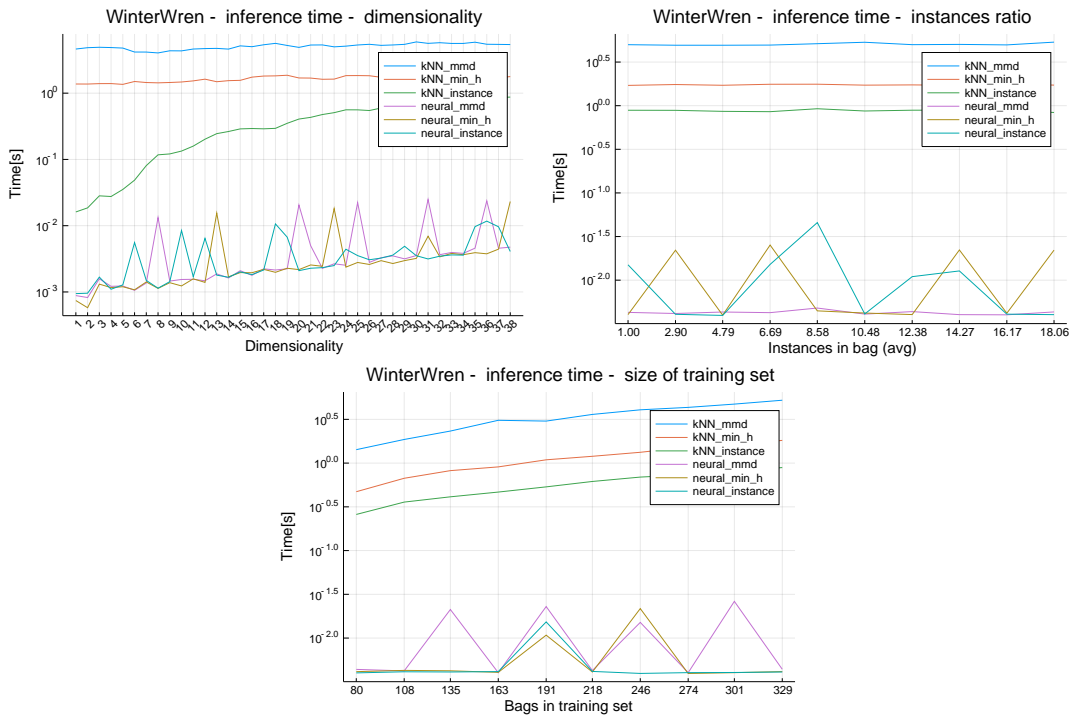 WinterWren - inference time - dimensionality
kNN_mmd
kNN_min_h
kNN_instance
neural_mmd
neural_min_h
neural_instance
10^0
10^-1
10^-2
10^-3
Time[s]
1 2 3 4 5 6 7 8 9 10 11 12 13 14 15 16 17 18 19 20 21 22 23 24 25 26 27 28 29 30 31 32 33 34 35 36 37 38
Dimensionality
WinterWren - inference time - instances ratio
kNN_mmd
kNN_min_h
kNN_instance
neural_mmd
neural_min_h
neural_instance
10^0.5
10^0.0
10^-0.5
10^-1.0
10^-1.5
10^-2.0
Time[s]
1.00 2.90 4.79 6.69 8.58 10.48 12.38 14.27 16.17 18.06
Instances in bag (avg)
WinterWren - inference time - size of training set
kNN_mmd
kNN_min_h
kNN_instance
neural_mmd
neural_min_h
neural_instance
10^0.5
10^0.0
10^-0.5
10^-1.0
10^-1.5
10^-2.0
Time[s]
80 108 135 163 191 218 246 274 301 329
Bags in training set